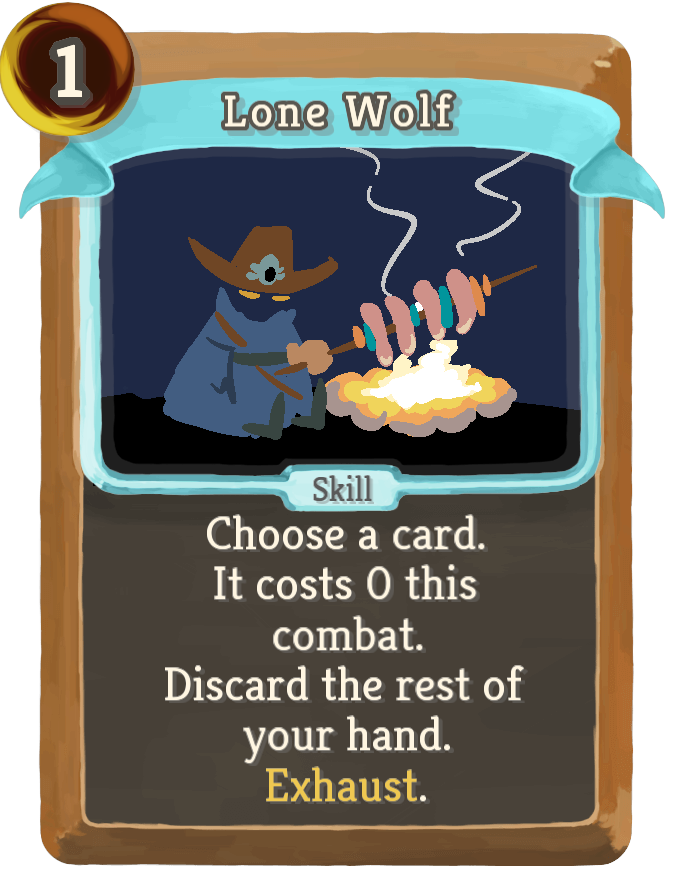 1
Lone Wolf
Skill
Choose a card.
It costs 0 this
combat.
Discard the rest of
your hand.
Exhaust.